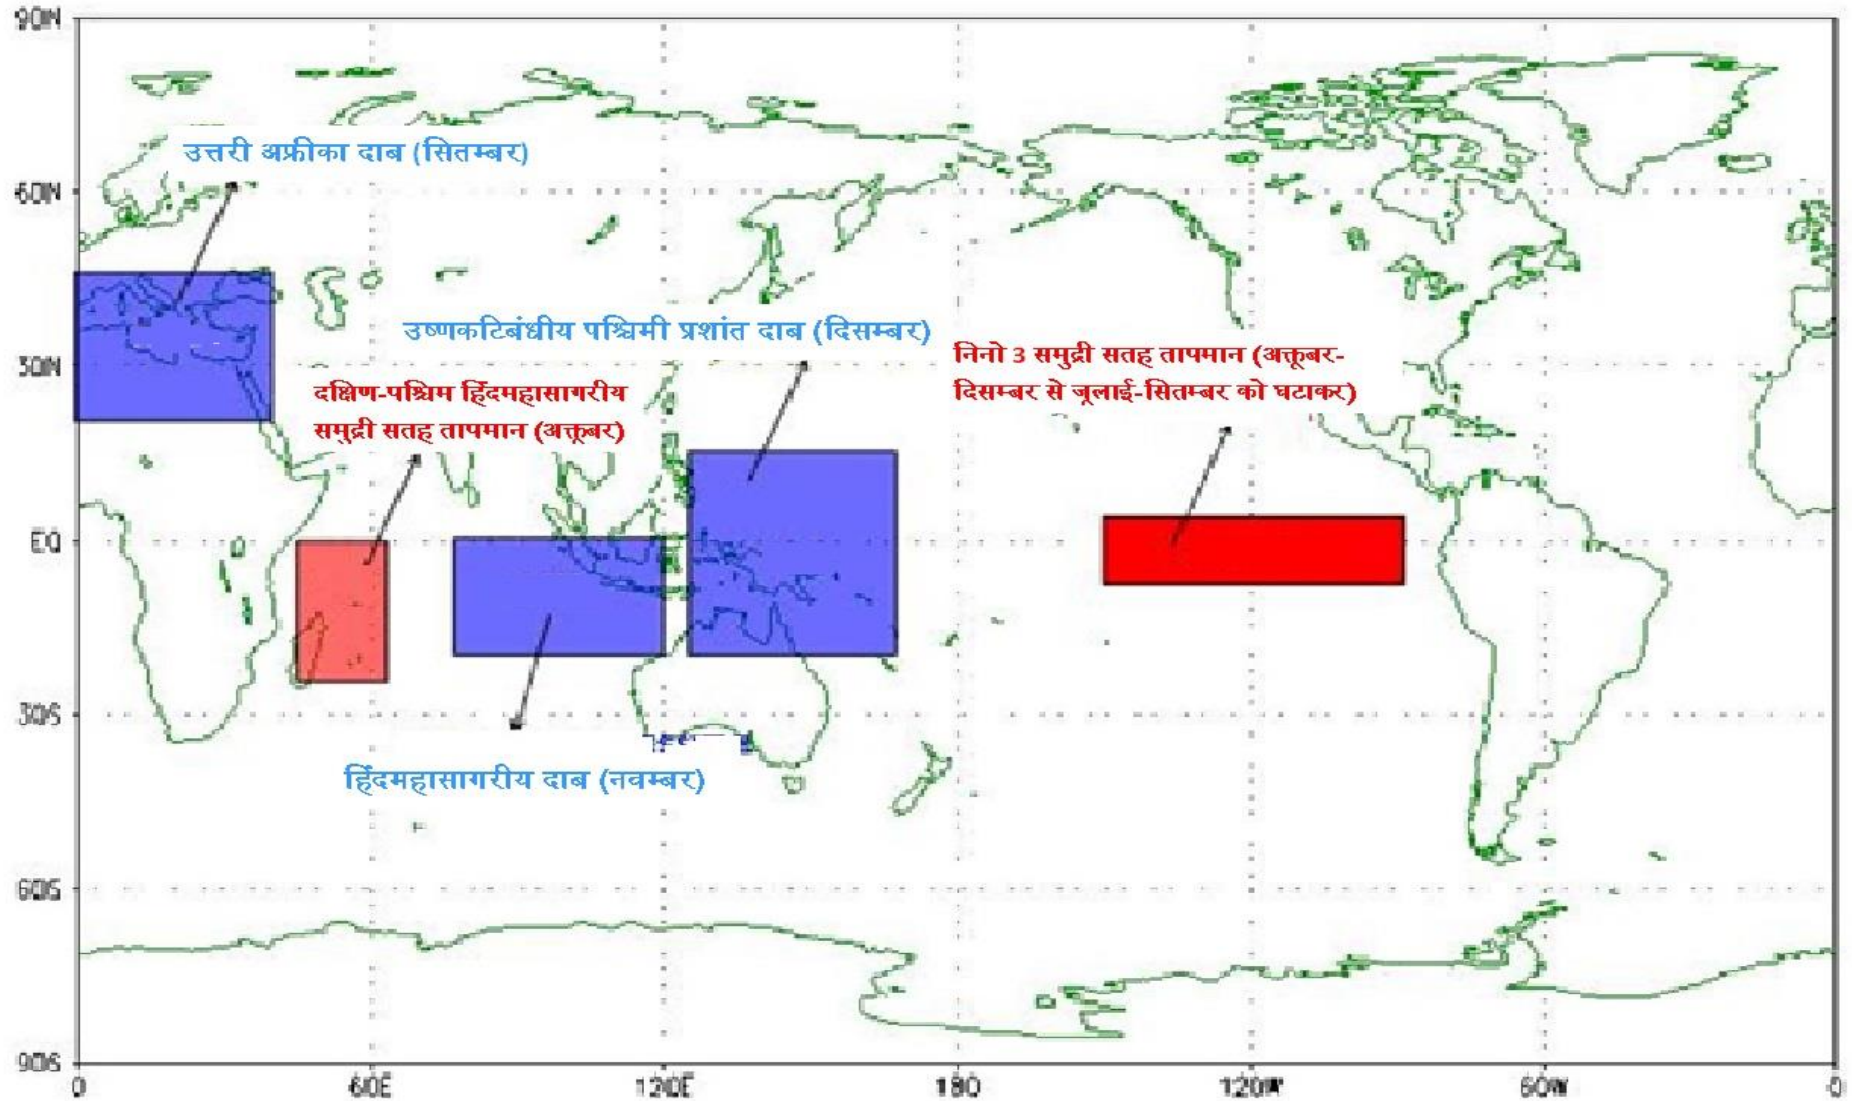 90N
उत्तरी अफ्रीका दाब (सितम्बर)
60N
उष्णकटिबंधीय पश्चिमी प्रशांत दाब (दिसम्बर)
निनो 3 समुद्री सतह तापमान (अक्तूबर-
दिसम्बर से जूलाई-सितम्बर को घटाकर)
30N
दक्षिण-पश्चिम हिंदमहासागरीय
समुद्री सतह तापमान (अक्तूबर)
EQ
30S
हिंदमहासागरीय दाब (नवम्बर)
60S
90S
0 60E 120E 180 120W 60W 0